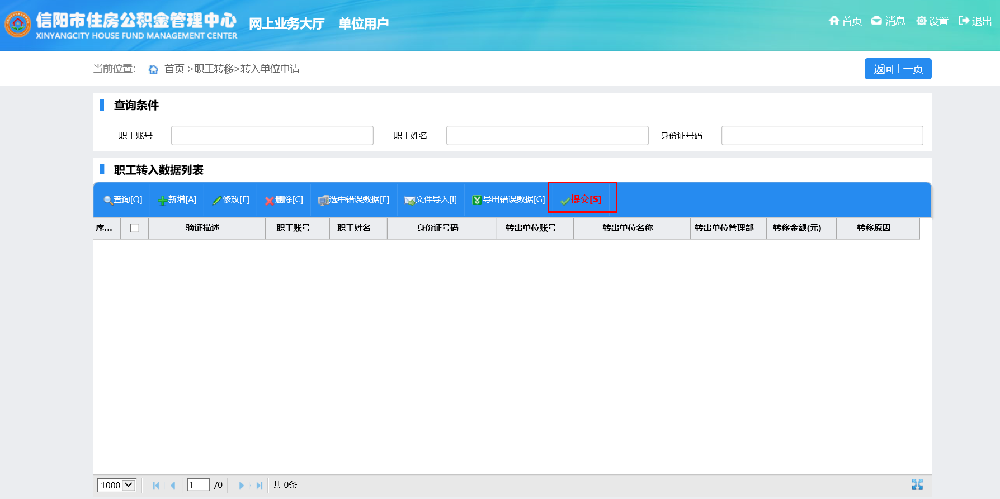 信阳市住房公积金管理中心 网上业务大厅 单位用户
XINYANGCITY HOUSE FUND MANAGEMENT CENTER
首页 消息 设置 退出
当前位置： 首页 >职工转移>转入单位申请 返回上一页
查询条件
职工账号 职工姓名 身份证号码
职工转入数据列表
查询[Q] 新增[A] 修改[E] 删除[C] 选中错误数据[F] 文件导入[I] 导出错误数据[G] 提交[S]
序... 验证描述 职工账号 职工姓名 身份证号码 转出单位账号 转出单位名称 转出单位管理部 转移金额(元) 转移原因
1000 1 /0 共 0条